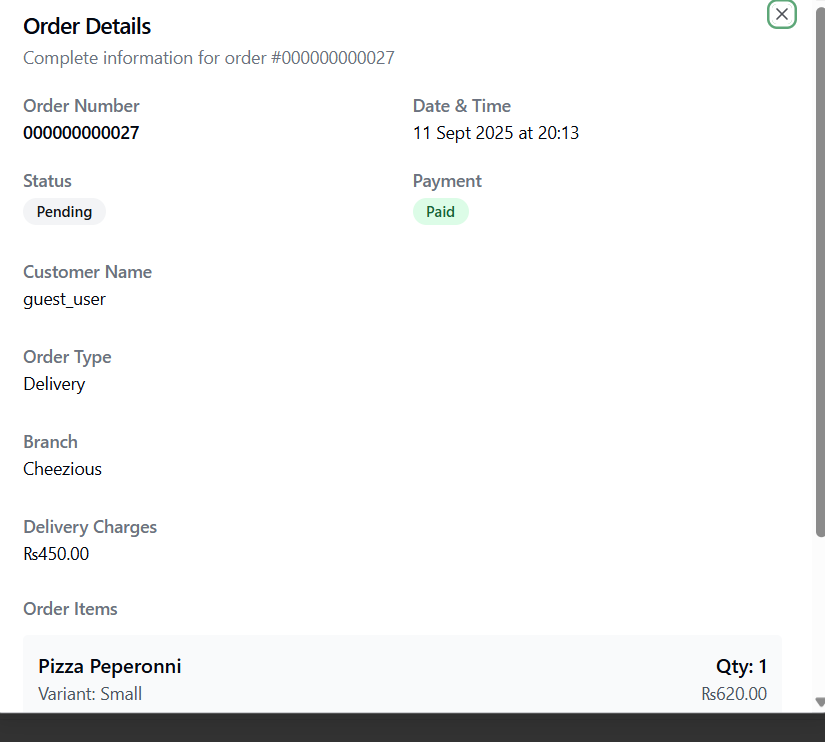 Order Details
Complete information for order #000000000027
Order Number
000000000027
Date & Time
11 Sept 2025 at 20:13
Status
Pending
Payment
Paid
Customer Name
guest_user
Order Type
Delivery
Branch
Cheezious
Delivery Charges
₨450.00
Order Items
Pizza Peperonni
Qty: 1
Variant: Small
₨620.00